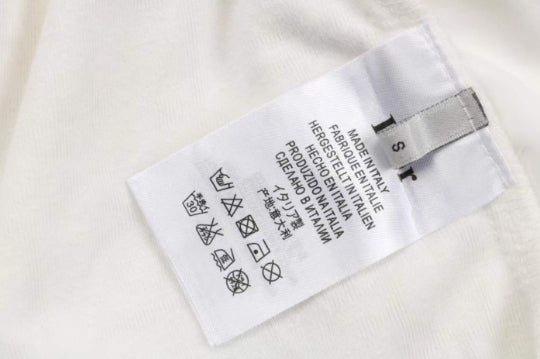 S
MADE IN ITALY
FABRIQUE EN ITALIE
HERGESTELLT IN ITALIEN
HECHO EN ITALIA
PRODUZIDO NA ITALIA
СДЕЛАНО В ИТАЛИИ
イタリア製
产地:意大利
30